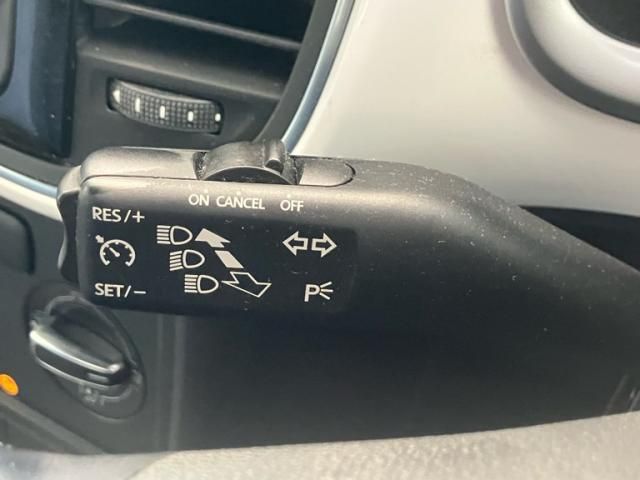 ON CANCEL OFF
RES/+
SET/-
P